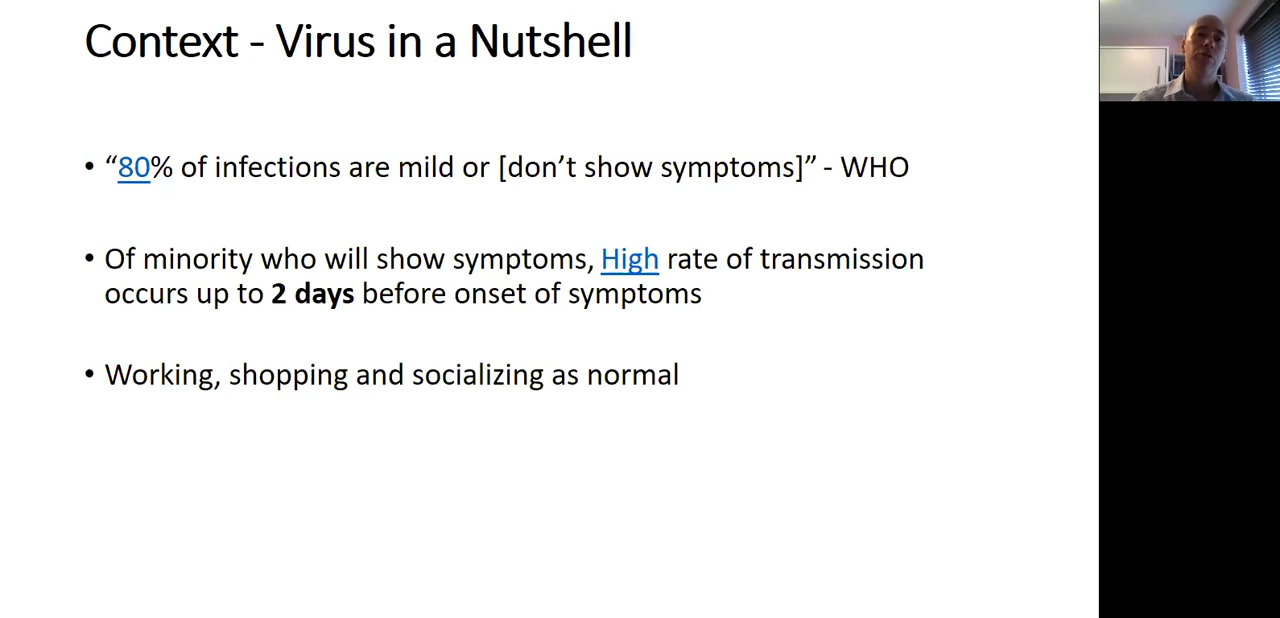 Context - Virus in a Nutshell
• “80% of infections are mild or [don’t show symptoms]” - WHO
• Of minority who will show symptoms, High rate of transmission
occurs up to 2 days before onset of symptoms
• Working, shopping and socializing as normal